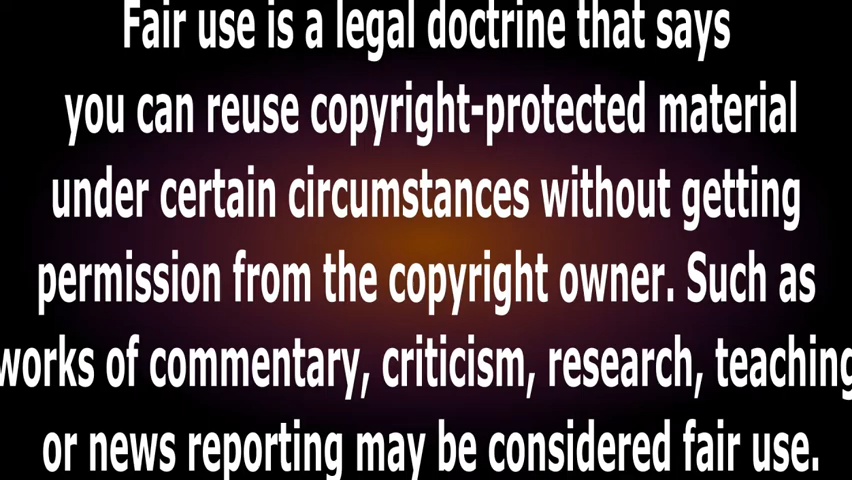 Fair use is a legal doctrine that says
you can reuse copyright-protected material
under certain circumstances without getting
permission from the copyright owner. Such as
works of commentary, criticism, research, teaching
or news reporting may be considered fair use.